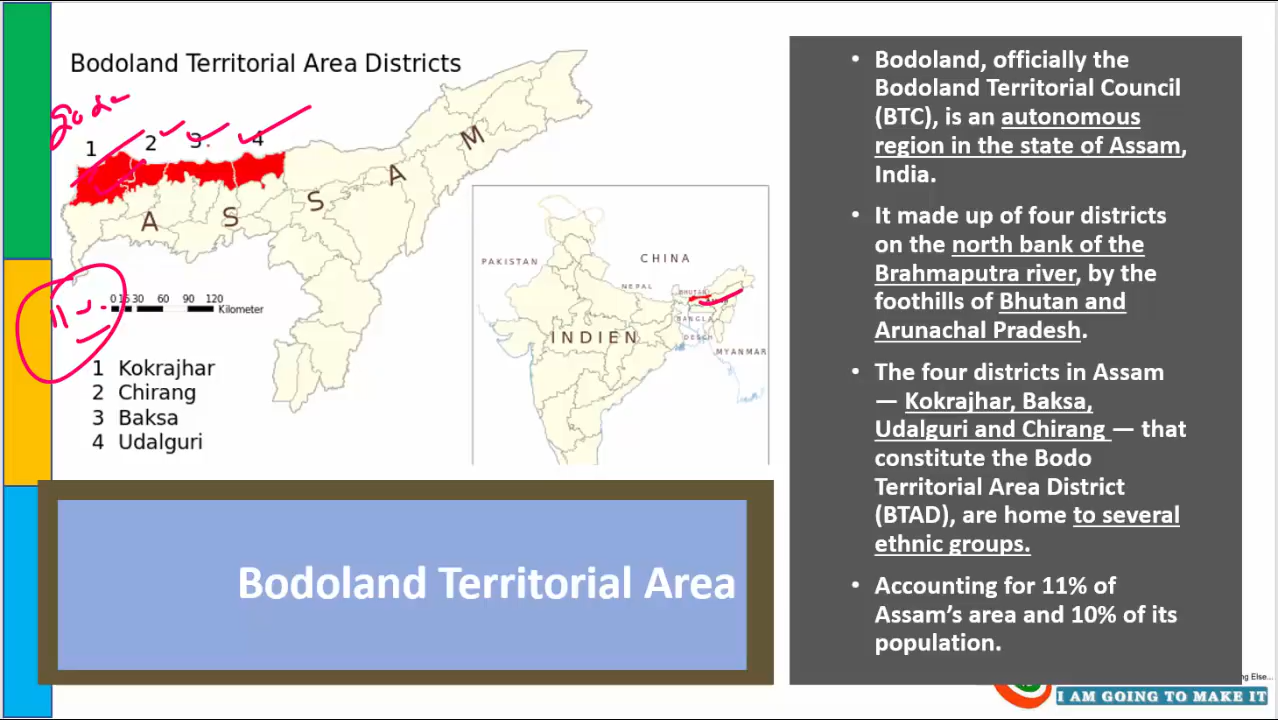 Bodoland Territorial Area Districts
Bodo
1
2
3
4
A S S A M
0 15 30 60 90 120
Kilometer
11%
1 Kokrajhar
2 Chirang
3 Baksa
4 Udalguri
CHINA
PAKISTAN
NEPAL
BHUTAN
BANGLA
DESCH
INDIEN
MYANMAR
Bodoland Territorial Area
• Bodoland, officially the
Bodoland Territorial Council
(BTC), is an autonomous
region in the state of Assam,
India.
• It made up of four districts
on the north bank of the
Brahmaputra river, by the
foothills of Bhutan and
Arunachal Pradesh.
• The four districts in Assam
— Kokrajhar, Baksa,
Udalguri and Chirang — that
constitute the Bodo
Territorial Area District
(BTAD), are home to several
ethnic groups.
• Accounting for 11% of
Assam's area and 10% of its
population.
Else...
I AM GOING TO MAKE IT